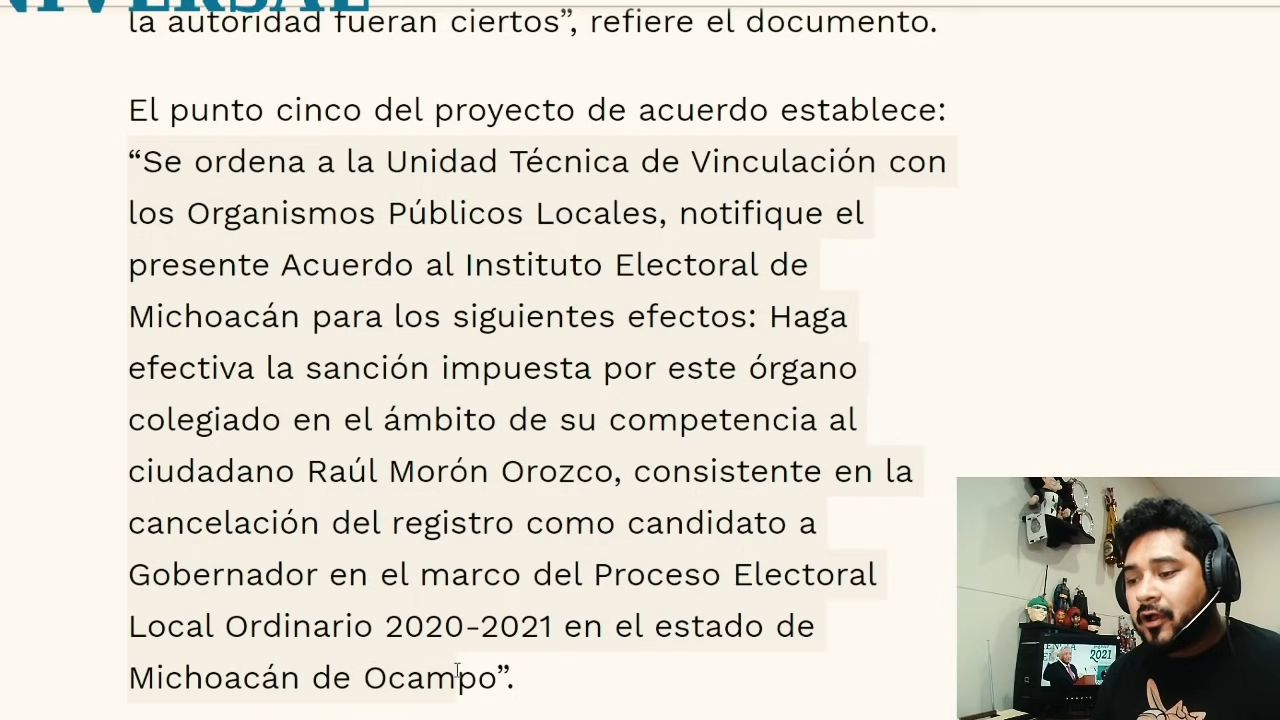 NIVERSAL
la autoridad fueran ciertos”, refiere el documento.
El punto cinco del proyecto de acuerdo establece:
“Se ordena a la Unidad Técnica de Vinculación con
los Organismos Públicos Locales, notifique el
presente Acuerdo al Instituto Electoral de
Michoacán para los siguientes efectos: Haga
efectiva la sanción impuesta por este órgano
colegiado en el ámbito de su competencia al
ciudadano Raúl Morón Orozco, consistente en la
cancelación del registro como candidato a
Gobernador en el marco del Proceso Electoral
Local Ordinario 2020-2021 en el estado de
Michoacán de Ocampo”.
2021